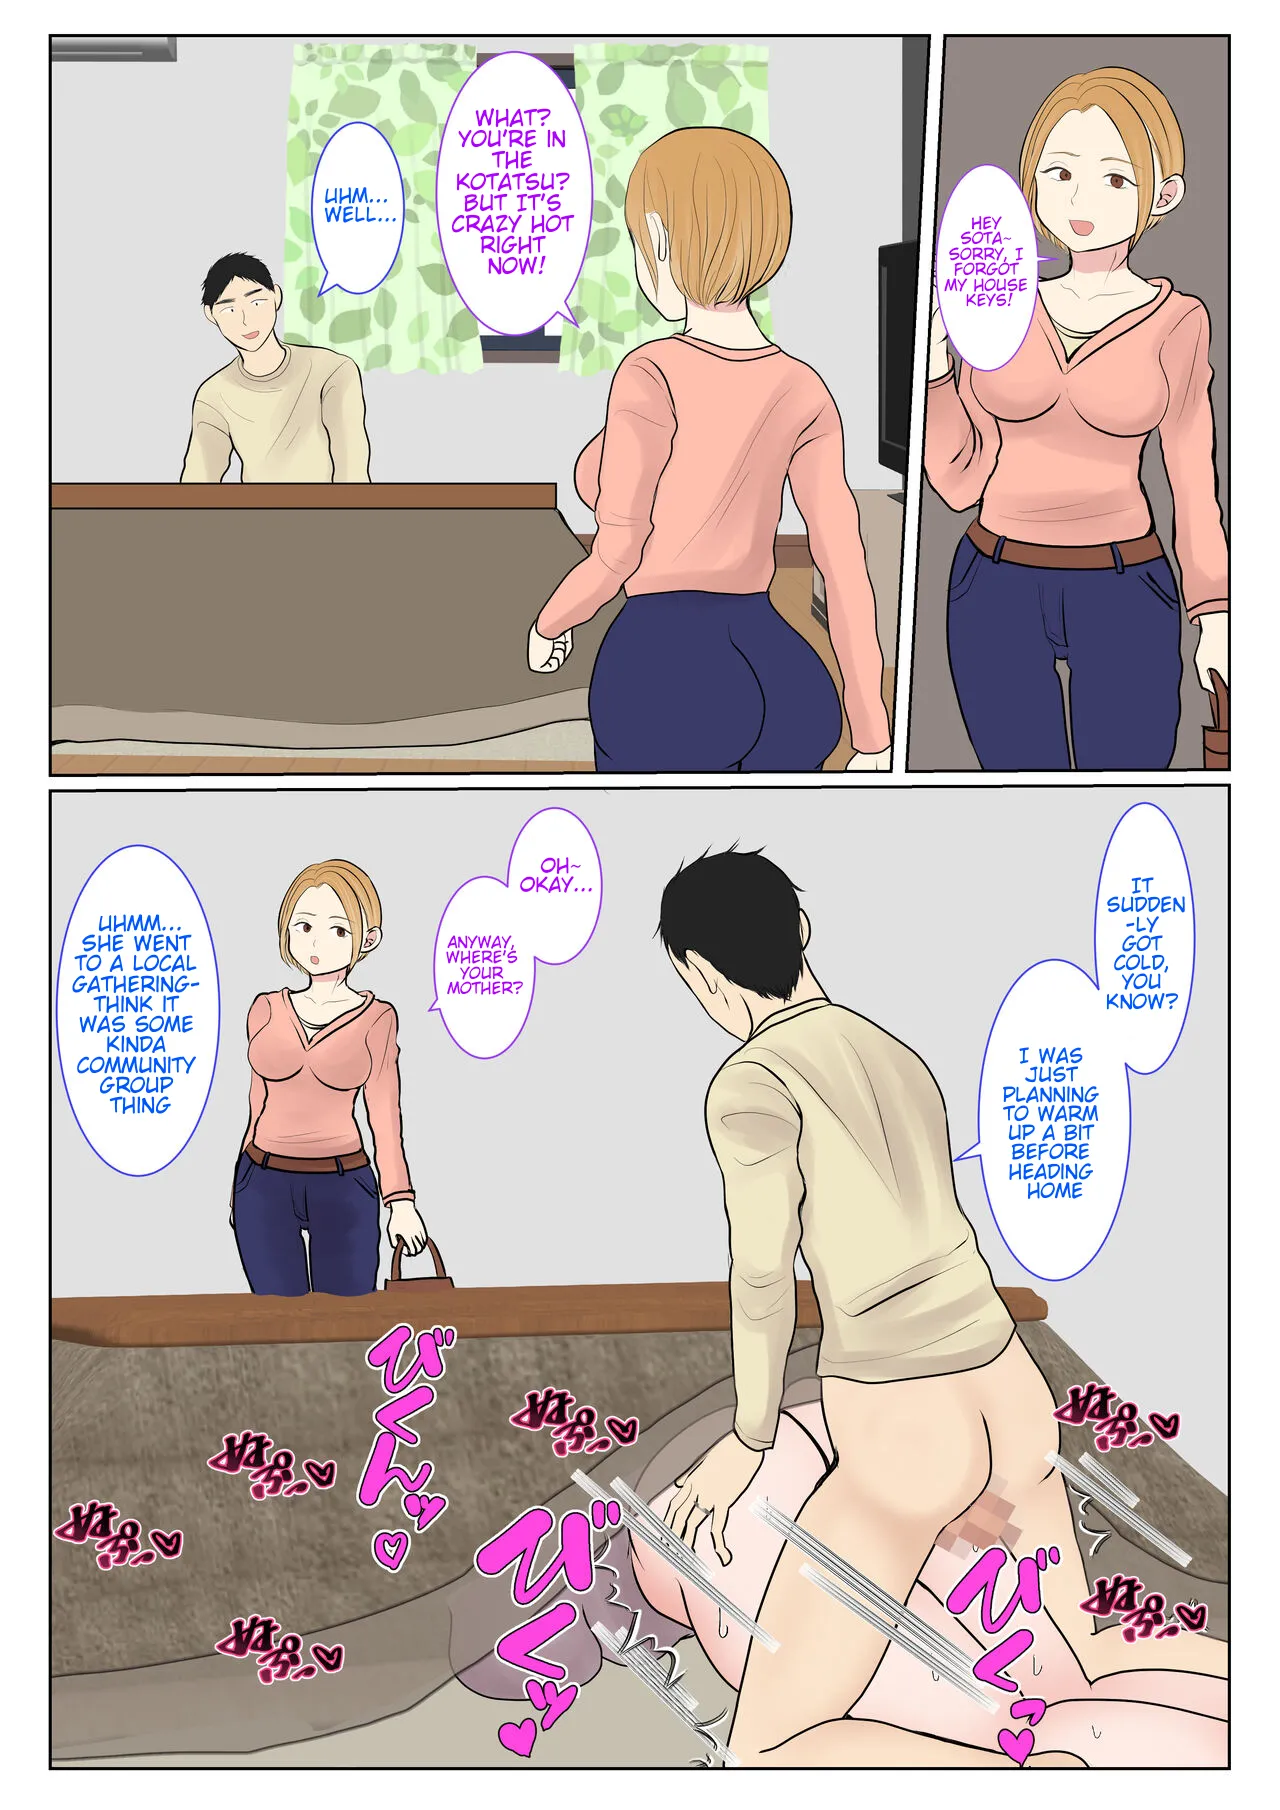 HEY
SOTA~
SORRY, I
FORGOT
MY HOUSE
KEYS!
WHAT?
YOU'RE IN
THE
KOTATSU?
BUT IT'S
CRAZY HOT
RIGHT
NOW!
UHM...
WELL...
IT
SUDDEN
-LY
GOT
COLD,
YOU
KNOW?
I WAS
JUST
PLANNING
TO WARM
UP A BIT
BEFORE
HEADING
HOME
OH~
OKAY...
ANYWAY,
WHERE'S
YOUR
MOTHER?
UHMM...
SHE WENT
TO A LOCAL
GATHERING-
THINK IT
WAS SOME
KINDA
COMMUNITY
GROUP
THING
びくんッ♡
びくッ♡
びくっ♡